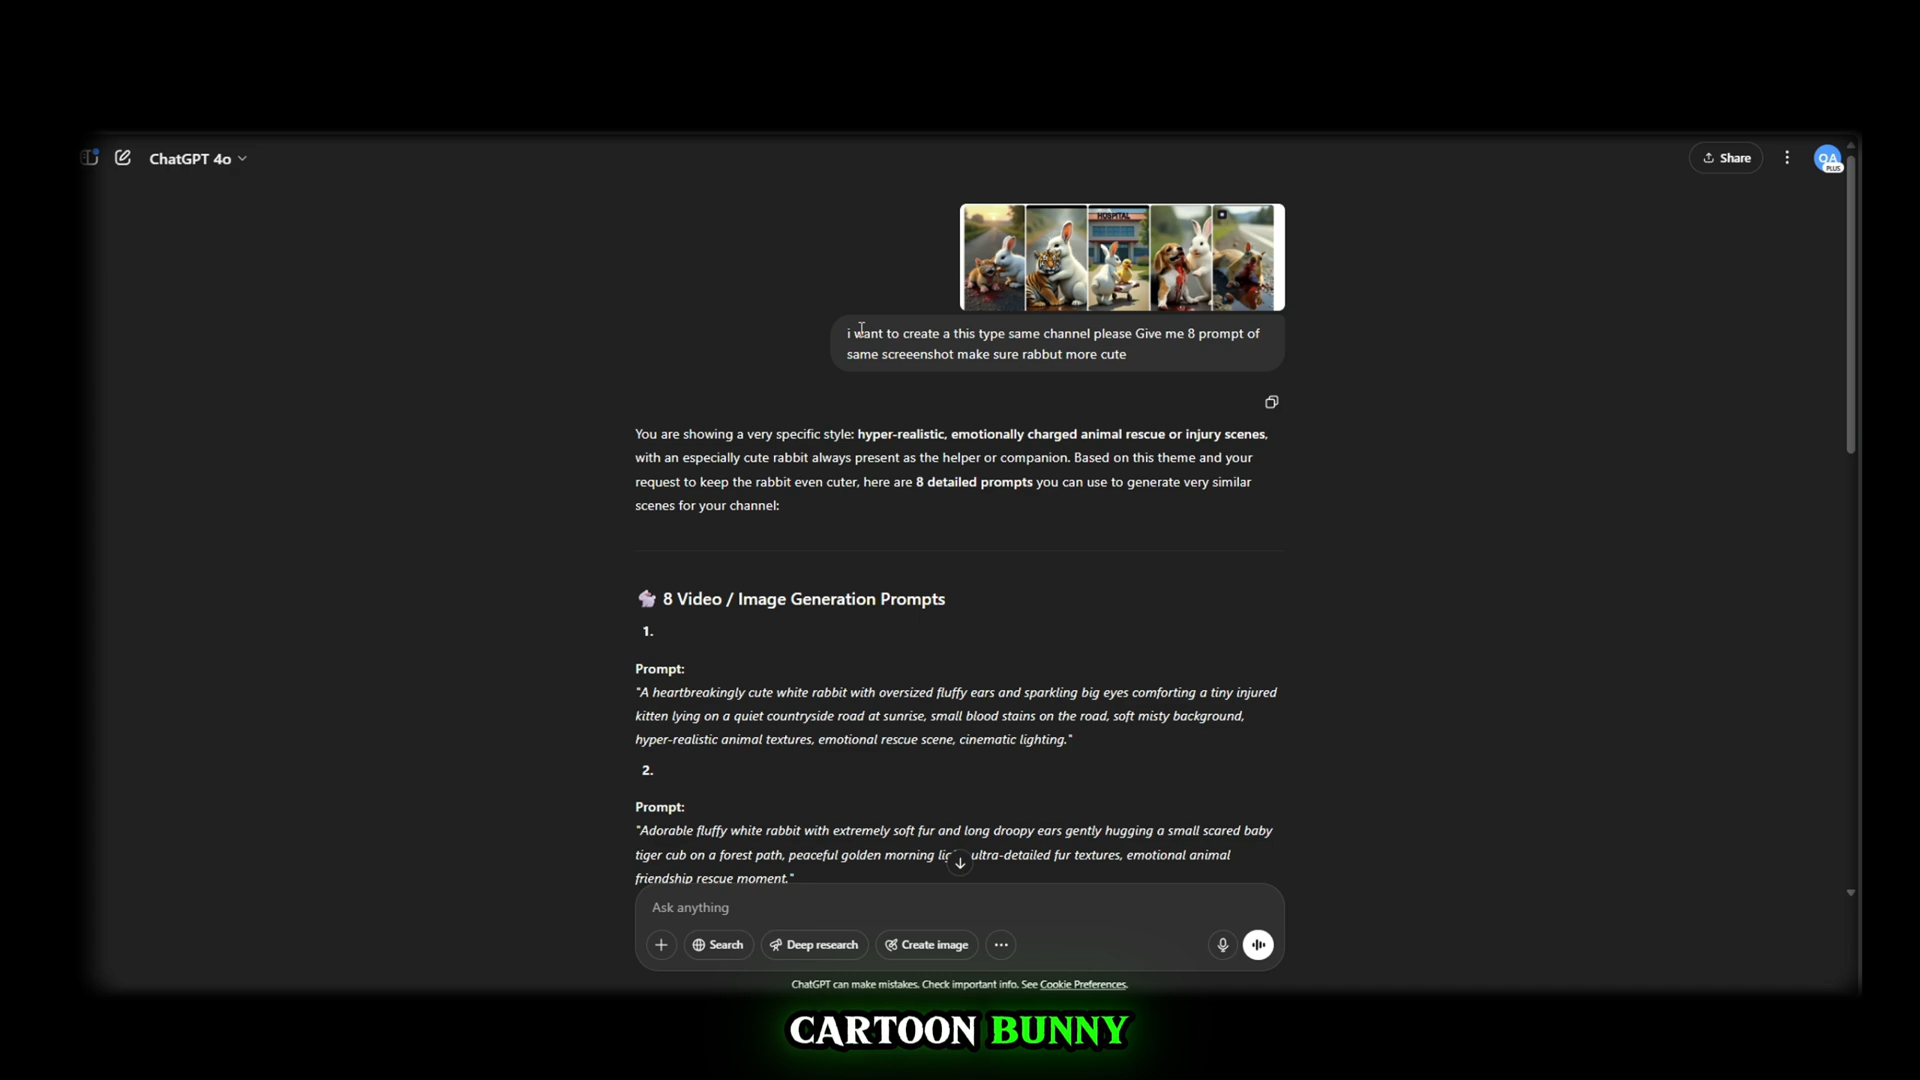 ChatGPT 4o
Share
QA
PLUS
HOSPITAL
i want to create a this type same channel please Give me 8 prompt of
same screeenshot make sure rabbut more cute
You are showing a very specific style: hyper-realistic, emotionally charged animal rescue or injury scenes,
with an especially cute rabbit always present as the helper or companion. Based on this theme and your
request to keep the rabbit even cuter, here are 8 detailed prompts you can use to generate very similar
scenes for your channel:
8 Video / Image Generation Prompts
1.
Prompt:
"A heartbreakingly cute white rabbit with oversized fluffy ears and sparkling big eyes comforting a tiny injured
kitten lying on a quiet countryside road at sunrise, small blood stains on the road, soft misty background,
hyper-realistic animal textures, emotional rescue scene, cinematic lighting."
2.
Prompt:
"Adorable fluffy white rabbit with extremely soft fur and long droopy ears gently hugging a small scared baby
tiger cub on a forest path, peaceful golden morning ultra-detailed fur textures, emotional animal
friendship rescue moment."
Ask anything
Search
Deep research
Create image
ChatGPT can make mistakes. Check important info. See Cookie Preferences.
CARTOON BUNNY